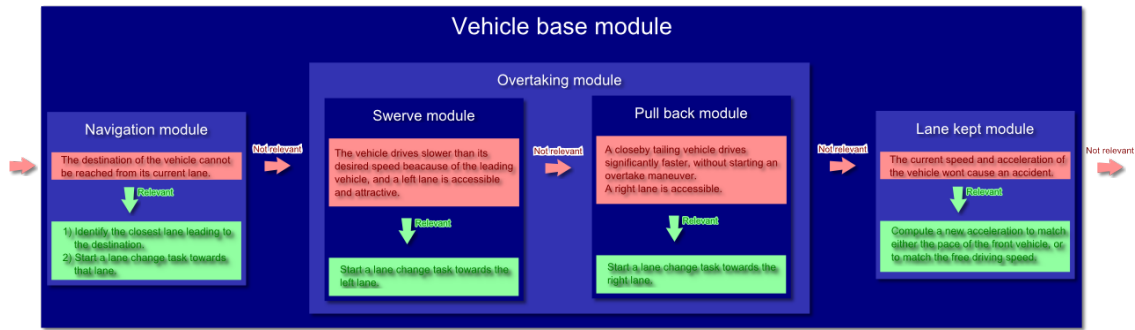 Vehicle base module
Overtaking module
Navigation module
The destination of the vehicle cannot
be reached from its current lane.
Relevant
1) Identify the closest lane leading to
the destination.
2) Start a lane change task towards
that lane.
Not relevant
Swerve module
The vehicle drives slower than its
desired speed beacause of the leading
vehicle, and a left lane is accessible
and attractive.
Relevant
Start a lane change task towards the
left lane.
Not relevant
Pull back module
A closeby tailing vehicle drives
significantly faster, without starting an
overtake maneuver.
A right lane is accessible.
Relevant
Start a lane change task towards the
right lane.
Not relevant
Lane kept module
The current speed and acceleration of
the vehicle wont cause an accident.
Relevant
Compute a new acceleration to match
either the pace of the front vehicle, or
to match the free driving speed.
Not relevant